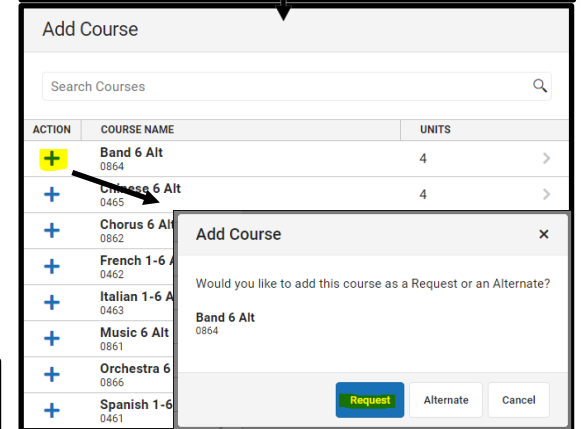 Add Course
Search Courses
ACTION COURSE NAME UNITS
Band 6 Alt 4
0864
Chinese 6 Alt 4
0465
Chorus 6 Alt
0862
French 1-6 A
0462
Italian 1-6 A
0463
Music 6 Alt
0861
Orchestra 6
0866
Spanish 1-6
0461
Add Course ×
Would you like to add this course as a Request or an Alternate?
Band 6 Alt
0864
Request Alternate Cancel